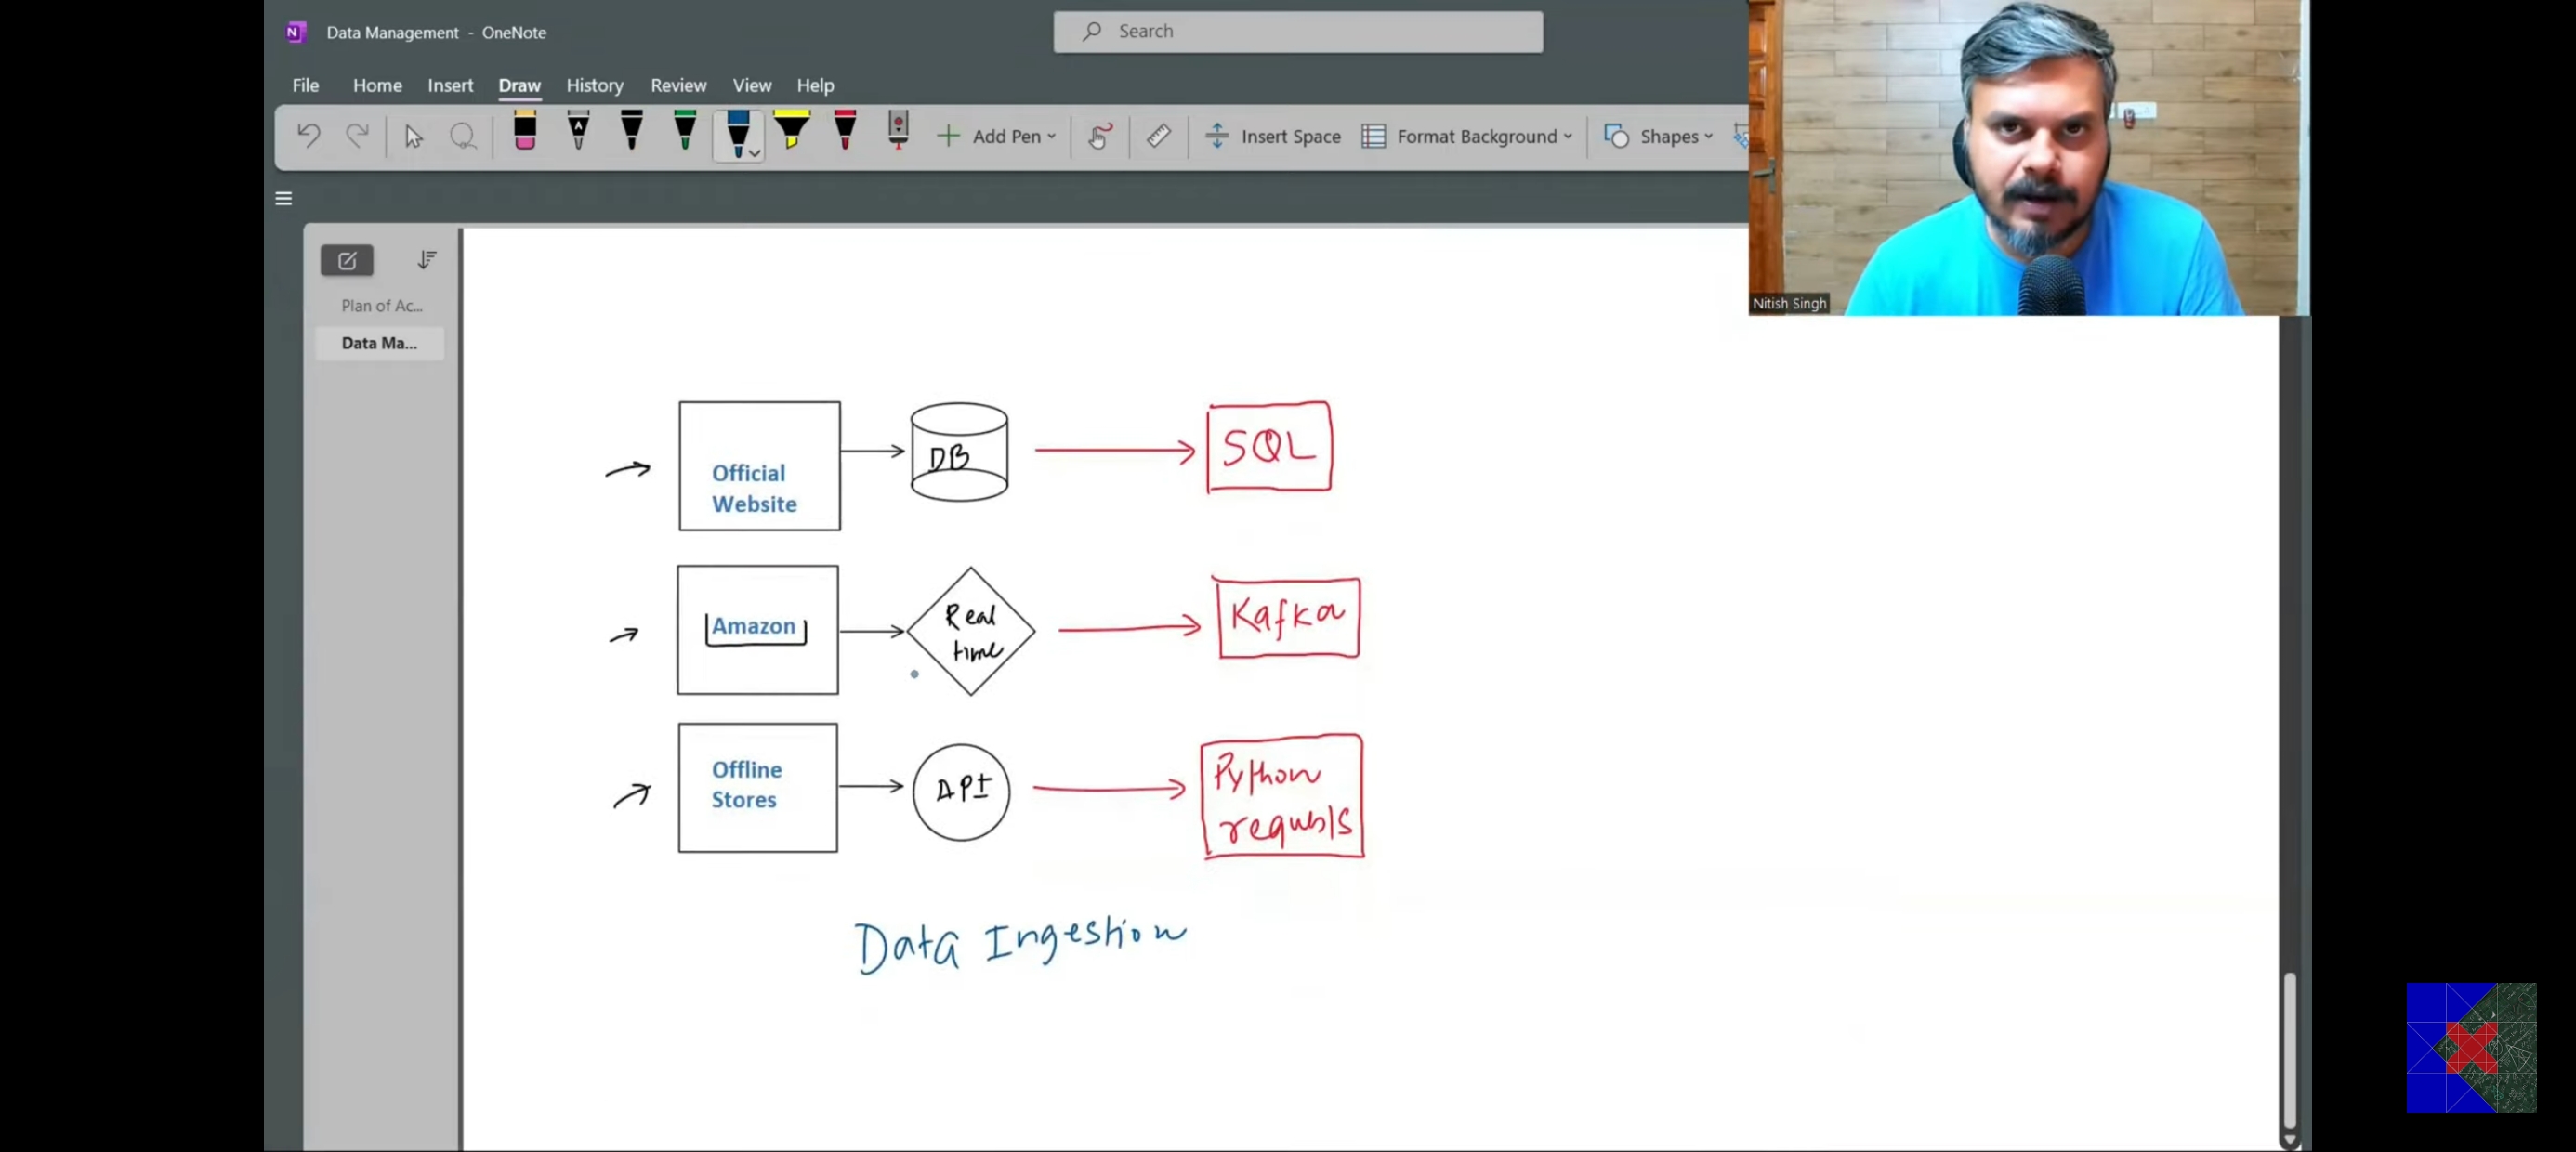 Data Management - OneNote
Search
File Home Insert Draw History Review View Help
Add Pen Insert Space Format Background Shapes
Nitish Singh
Plan of Ac...
Data Ma...
Official
Website
DB
SQL
Amazon
Real
time
Kafka
Offline
Stores
API
Python
requests
Data Ingestion